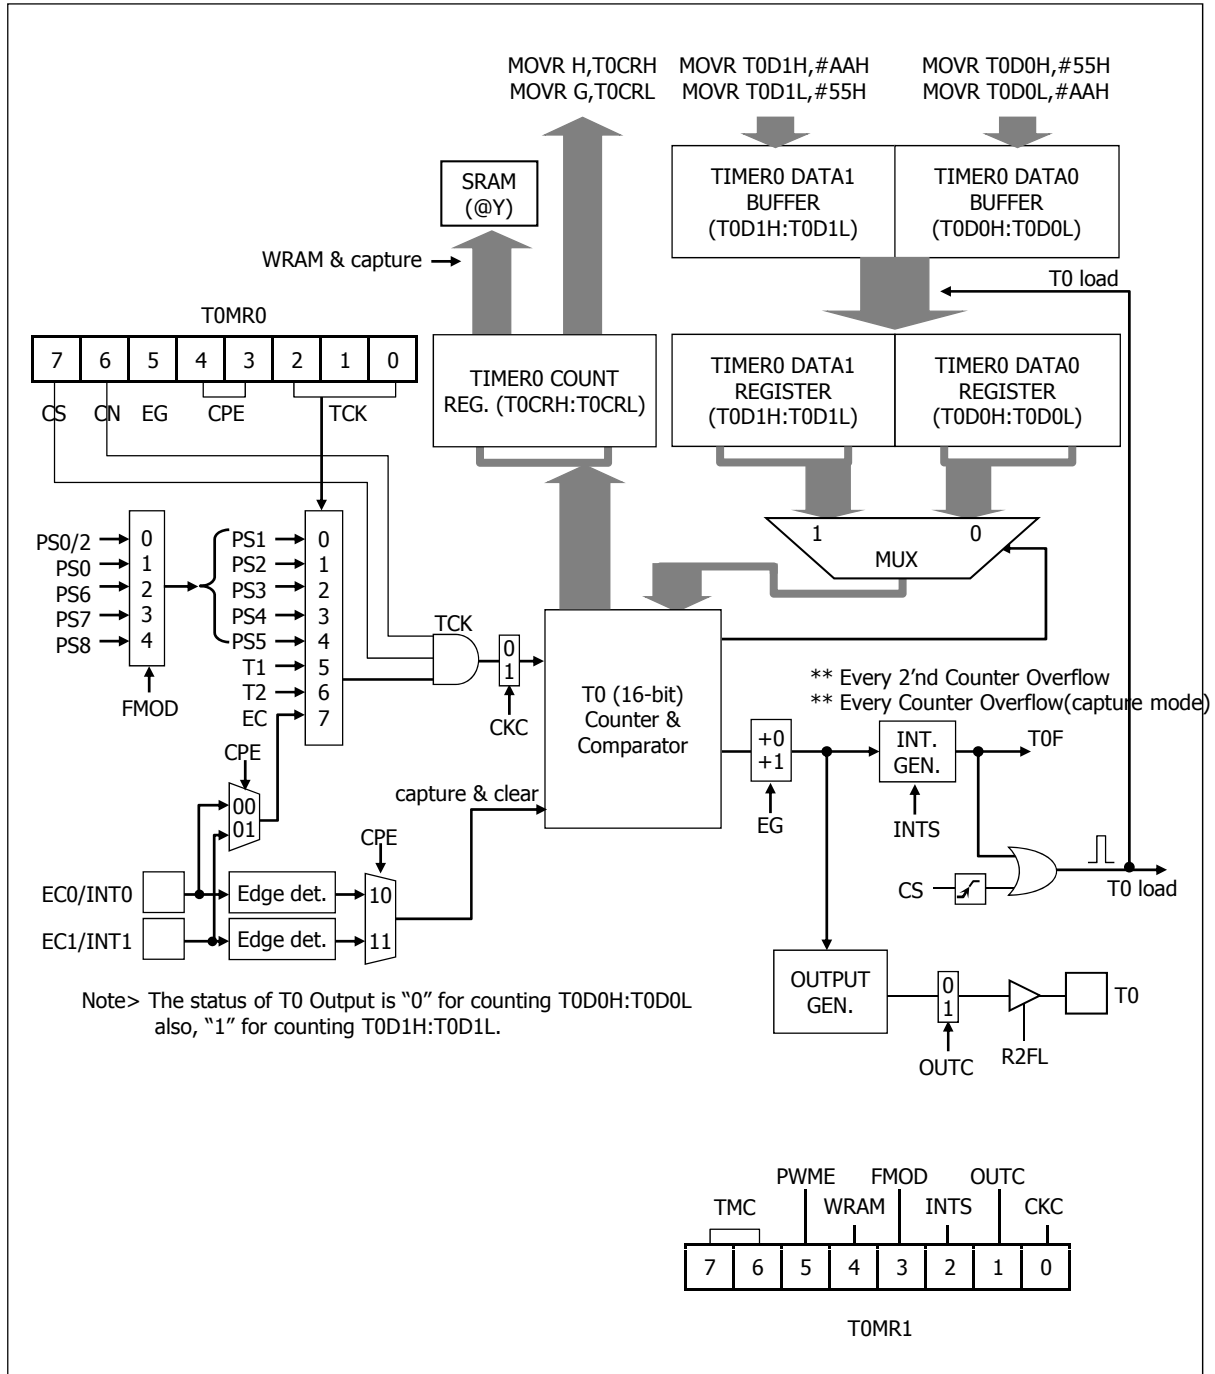 MOVR H,T0CRH
MOVR G,T0CRL
MOVR T0D1H,#AAH
MOVR T0D1L,#55H
MOVR T0D0H,#55H
MOVR T0D0L,#AAH
SRAM
(@Y)
TIMER0 DATA1
BUFFER
(T0D1H:T0D1L)
TIMER0 DATA0
BUFFER
(T0D0H:T0D0L)
WRAM & capture
T0 load
T0MR0
7 6 5 4 3 2 1 0
CS CN EG CPE TCK
TIMER0 COUNT
REG. (T0CRH:T0CRL)
TIMER0 DATA1
REGISTER
(T0D1H:T0D1L)
TIMER0 DATA0
REGISTER
(T0D0H:T0D0L)
1 0
MUX
PS0/2 0
PS0 1
PS6 2
PS7 3
PS8 4
FMOD
PS1 0
PS2 1
PS3 2
PS4 3
PS5 4
T1 5
T2 6
EC 7
TCK
0
1
CKC
T0 (16-bit)
Counter &
Comparator
** Every 2'nd Counter Overflow
** Every Counter Overflow(capture mode)
+0
+1
EG
INT.
GEN.
INTS
T0F
CPE
00
01
capture & clear
CPE
EC0/INT0
Edge det.
10
EC1/INT1
Edge det.
11
CS
T0 load
Note> The status of T0 Output is “0” for counting T0D0H:T0D0L
also, “1” for counting T0D1H:T0D1L.
OUTPUT
GEN.
0
1
OUTC
R2FL
T0
PWME FMOD OUTC
TMC WRAM INTS CKC
7 6 5 4 3 2 1 0
T0MR1